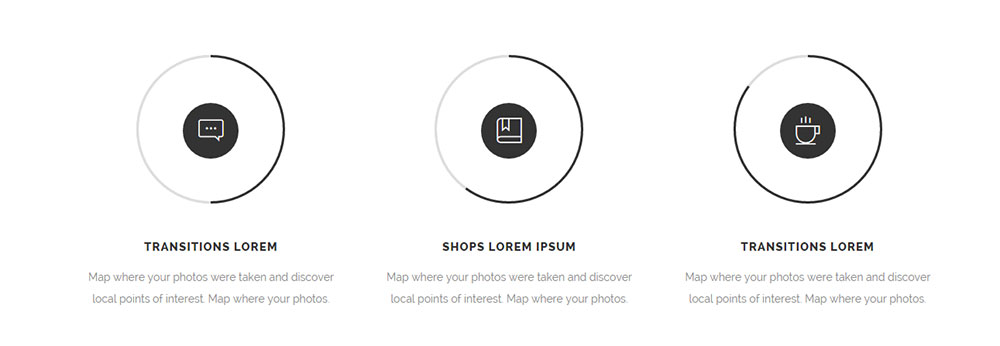 TRANSITIONS LOREM
Map where your photos were taken and discover
local points of interest. Map where your photos.
SHOPS LOREM IPSUM
Map where your photos were taken and discover
local points of interest. Map where your photos.
TRANSITIONS LOREM
Map where your photos were taken and discover
local points of interest. Map where your photos.